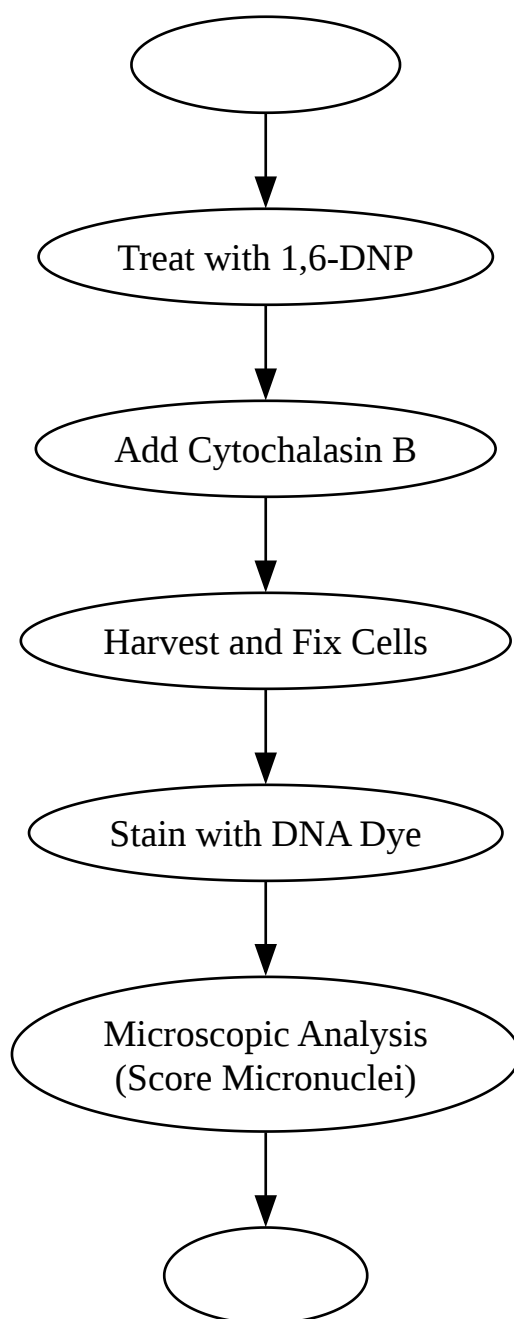 Treat with 1,6-DNP
Add Cytochalasin B
Harvest and Fix Cells
Stain with DNA Dye
Microscopic Analysis
(Score Micronuclei)